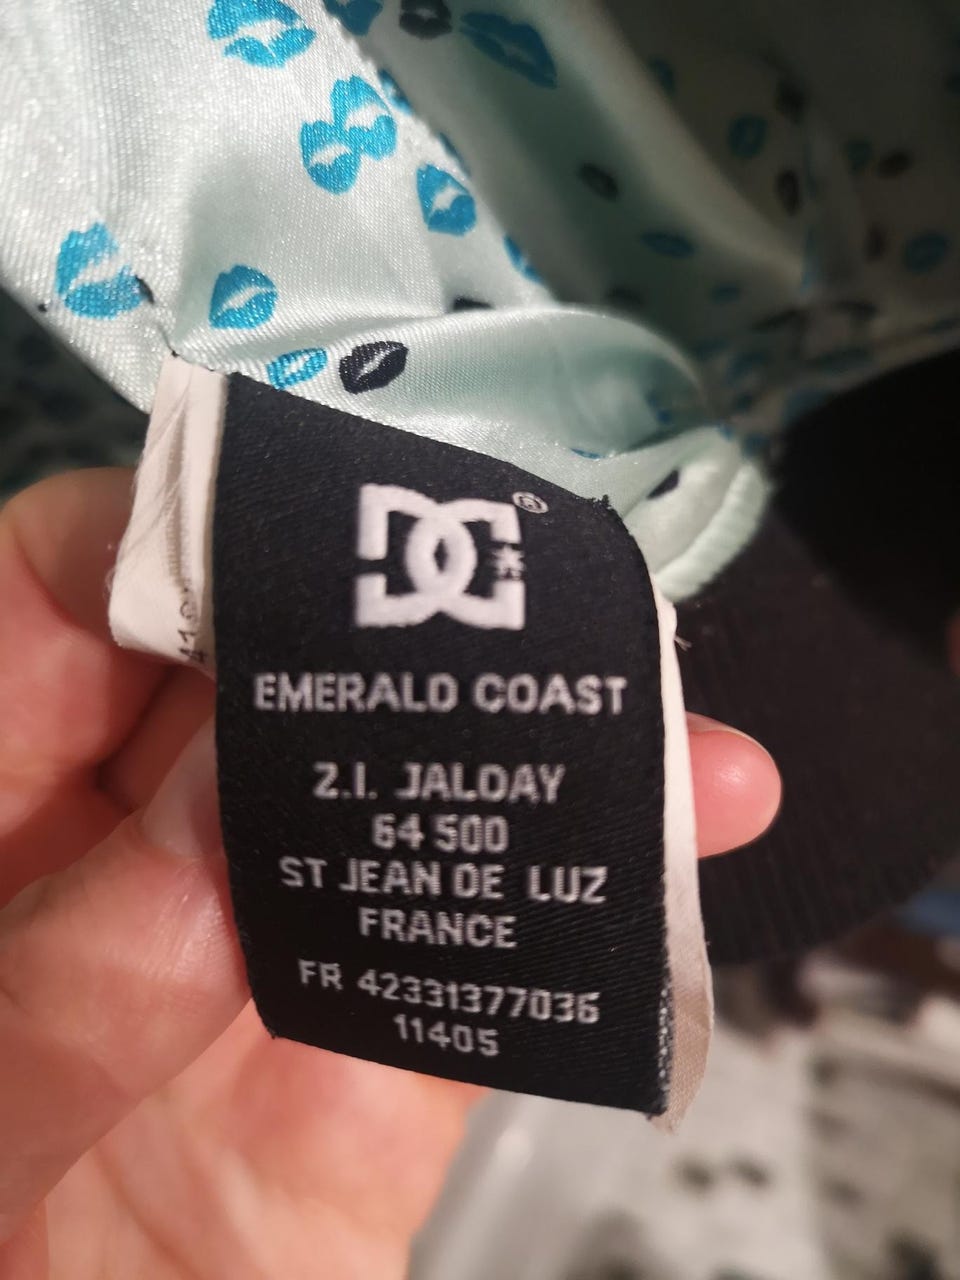 DC®
EMERALD COAST
Z.I. JALDAY
64 500
ST JEAN DE LUZ
FRANCE
FR 42331377036
11405